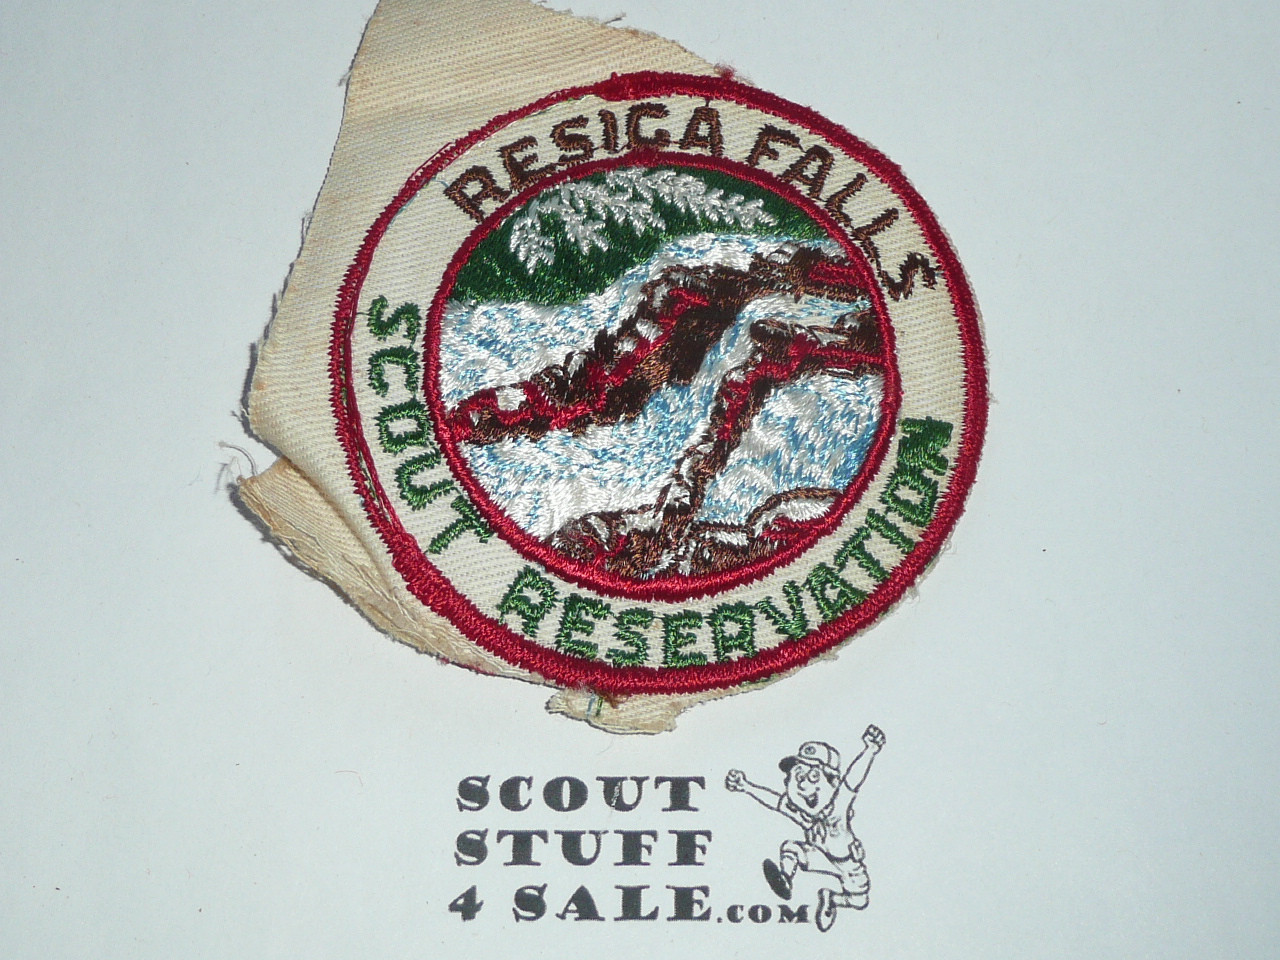 RESICA FALLS
SCOUT RESERVATION
SCOUT
STUFF
4 SALE.COM